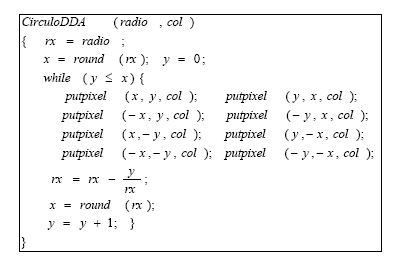 CirculoDDA (radio , col )
{ rx = radio ;
x = round (rx ); y = 0;
while (y ≤ x) {
putpixel (x, y, col ); putpixel (y, x, col );
putpixel (−x, y, col ); putpixel (−y, x, col );
putpixel (x,−y, col ); putpixel (y,−x, col );
putpixel (−x,−y, col ); putpixel (−y,−x, col );
rx = rx − y/rx ;
x = round (rx );
y = y + 1; }
}